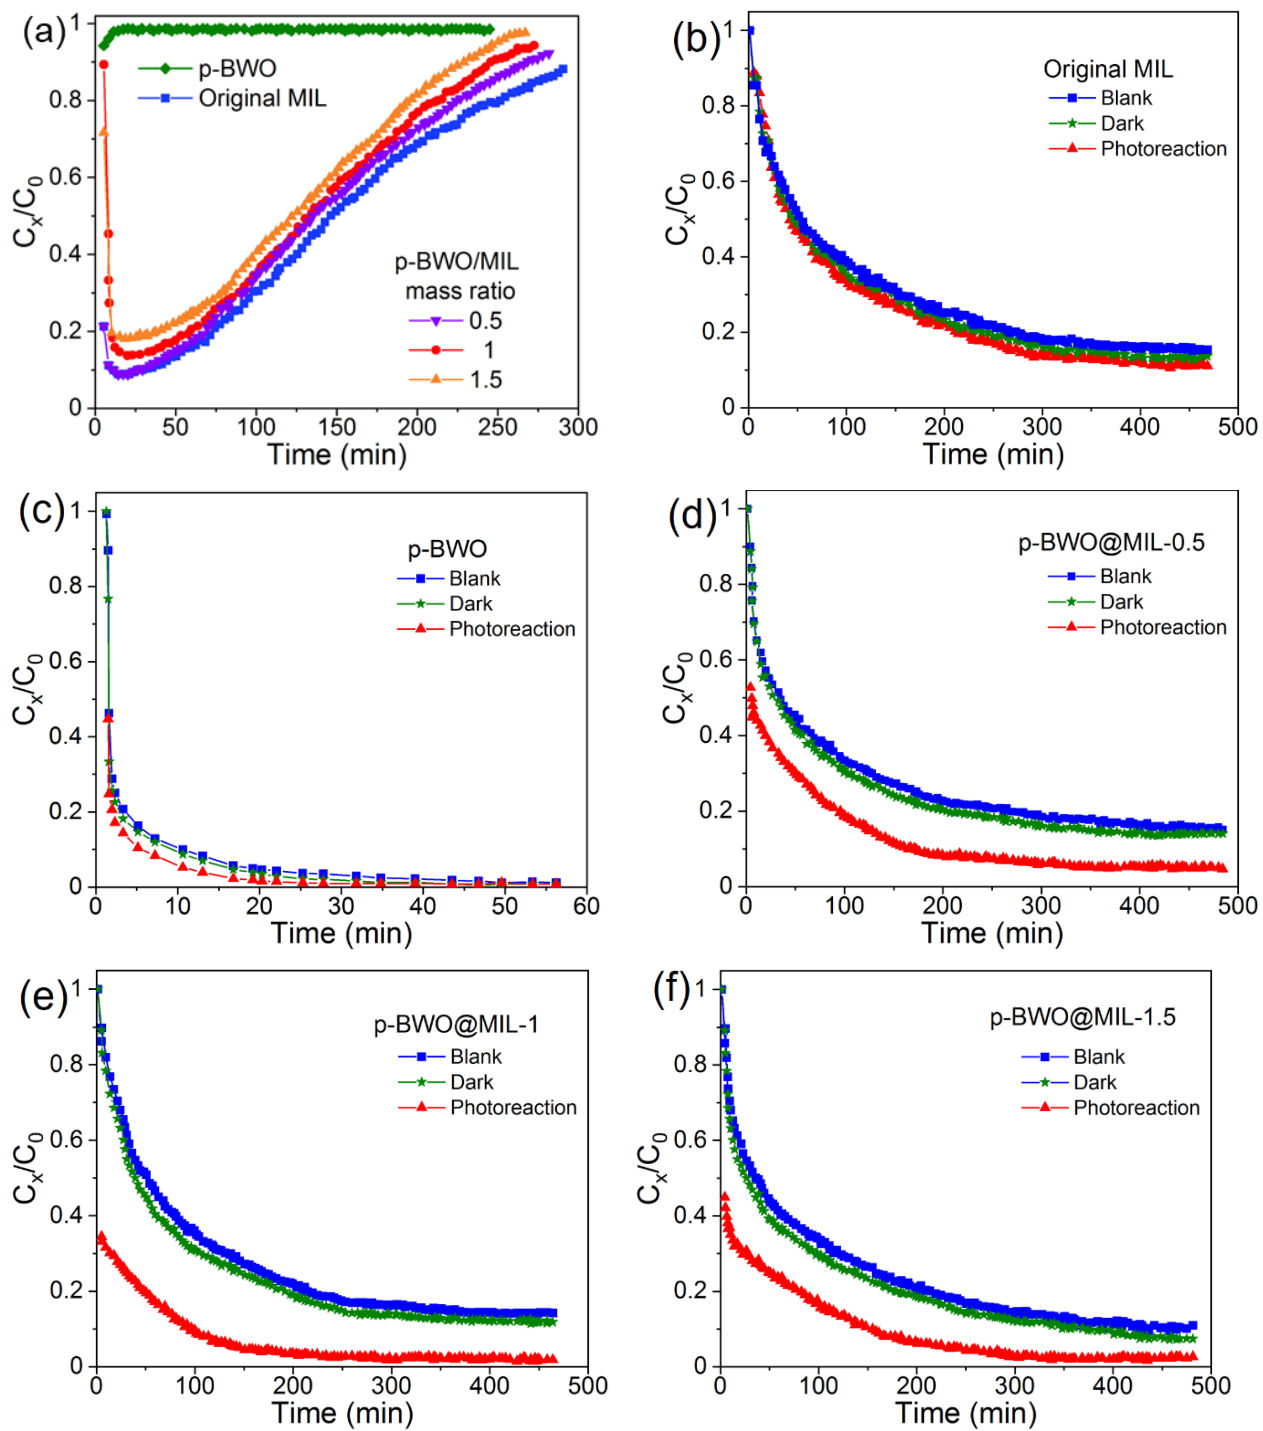 (a)
p-BWO
Original MIL
p-BWO/MIL
mass ratio
0.5
1
1.5
C_x/C_0
1
0.8
0.6
0.4
0.2
0
0 50 100 150 200 250 300
Time (min)
(b)
Original MIL
Blank
Dark
Photoreaction
C_x/C_0
1
0.8
0.6
0.4
0.2
0
0 100 200 300 400 500
Time (min)
(c)
p-BWO
Blank
Dark
Photoreaction
C_x/C_0
1
0.8
0.6
0.4
0.2
0
0 10 20 30 40 50 60
Time (min)
(d)
p-BWO@MIL-0.5
Blank
Dark
Photoreaction
C_x/C_0
1
0.8
0.6
0.4
0.2
0
0 100 200 300 400 500
Time (min)
(e)
p-BWO@MIL-1
Blank
Dark
Photoreaction
C_x/C_0
1
0.8
0.6
0.4
0.2
0
0 100 200 300 400 500
Time (min)
(f)
p-BWO@MIL-1.5
Blank
Dark
Photoreaction
C_x/C_0
1
0.8
0.6
0.4
0.2
0
0 100 200 300 400 500
Time (min)